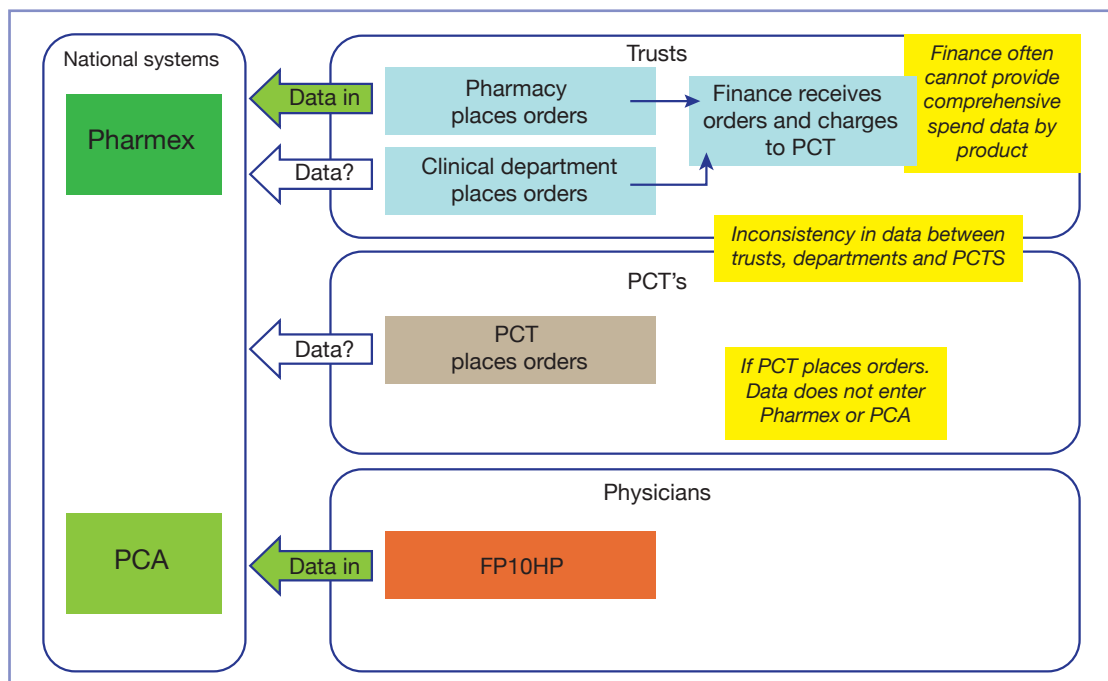 National systems
Pharmex
PCA
Trusts
Data in
Pharmacy
places orders
Finance receives
orders and charges
to PCT
Finance often
cannot provide
comprehensive
spend data by
product
Data?
Clinical department
places orders
Inconsistency in data between
trusts, departments and PCTS
PCT's
Data?
PCT
places orders
If PCT places orders.
Data does not enter
Pharmex or PCA
Physicians
Data in
FP10HP